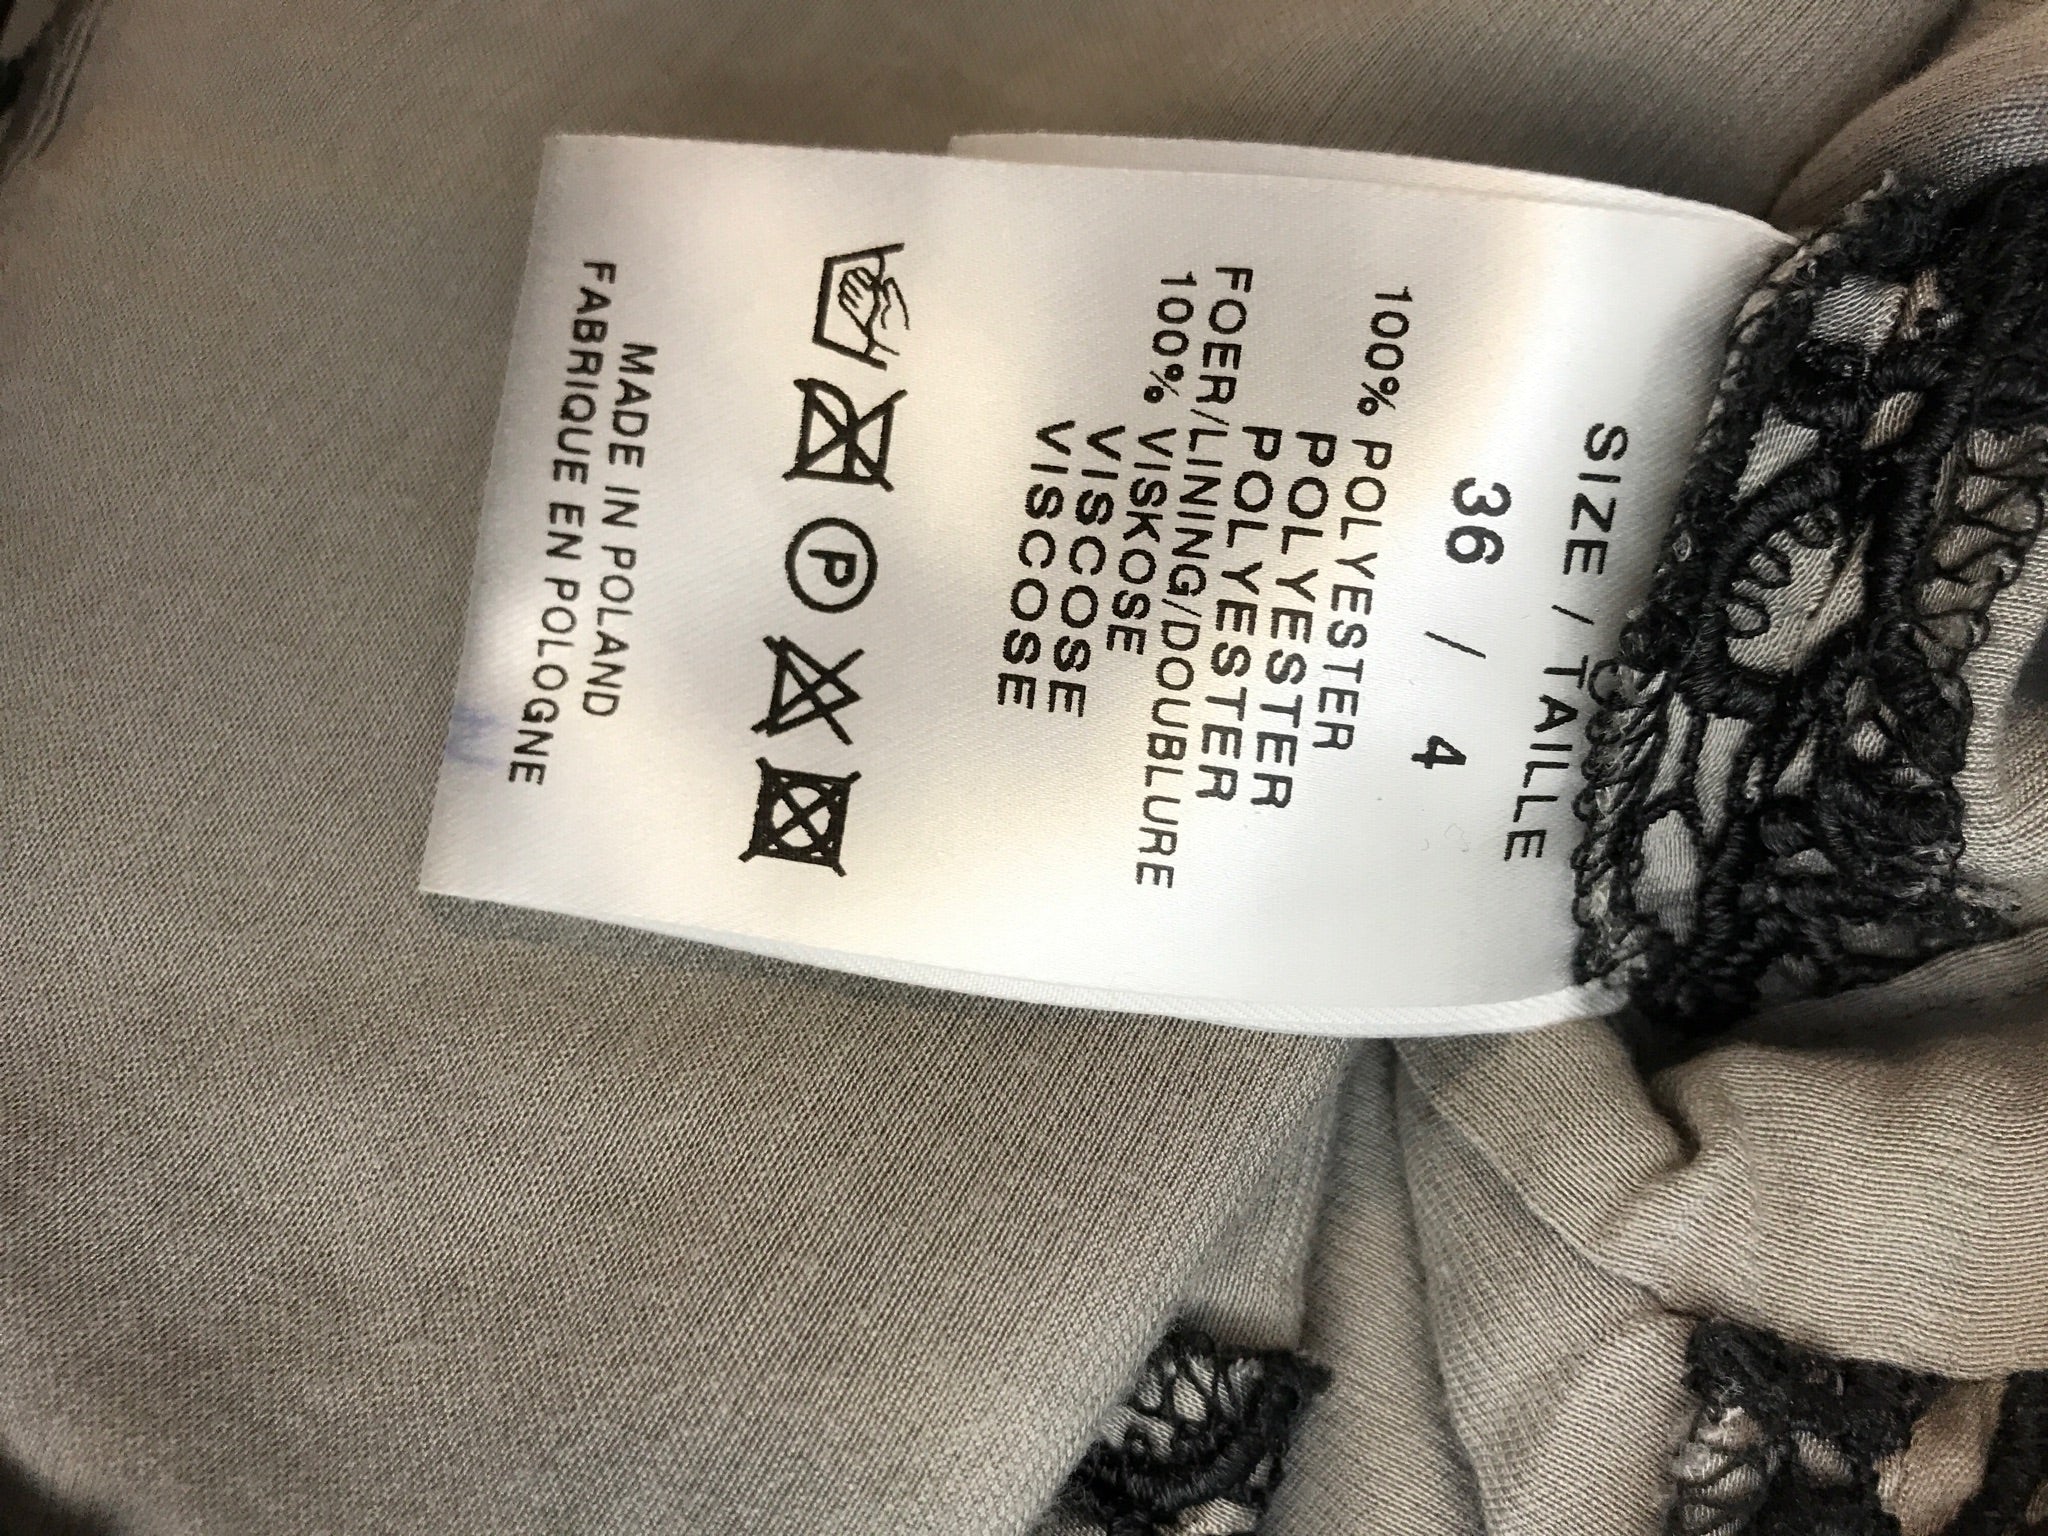 SIZE / TAILLE
36 / 4
100% POLYESTER
POLYESTER
POLYESTER
FOER/LINING/DOUBLURE
100% VISKOSE
VISCOSE
VISCOSE
P
MADE IN POLAND
FABRIQUE EN POLOGNE